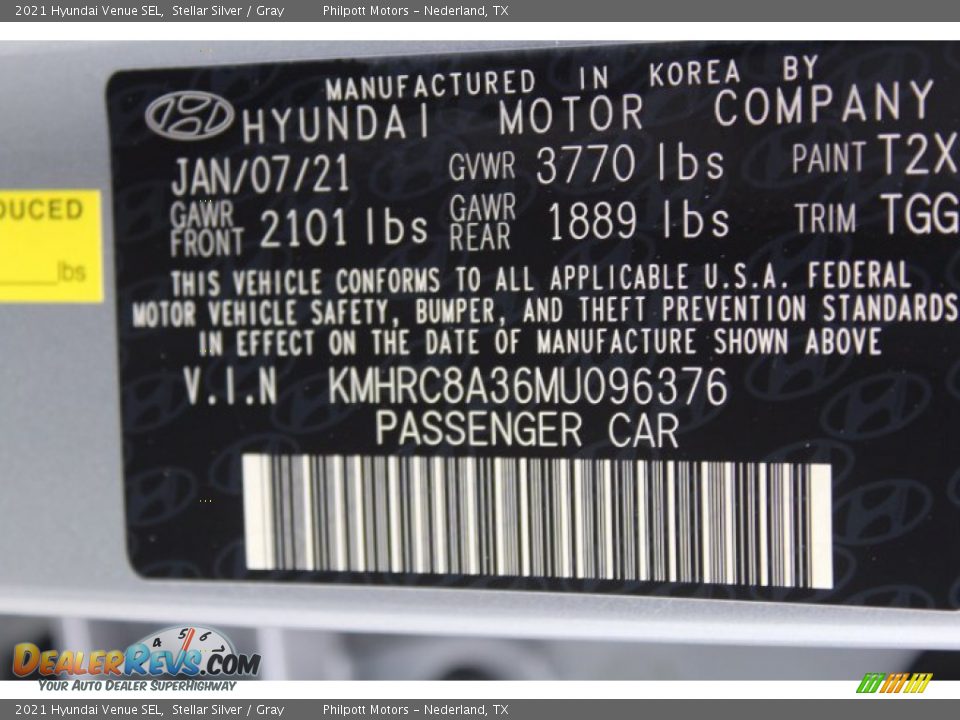 2021 Hyundai Venue SEL, Stellar Silver / Gray Philpott Motors - Nederland, TX
MANUFACTURED IN KOREA BY
HYUNDAI MOTOR COMPANY
JAN/07/21 GVWR 3770 lbs PAINT T2X
GAWR FRONT 2101 lbs GAWR REAR 1889 lbs TRIM TGG
DUCED
lbs
THIS VEHICLE CONFORMS TO ALL APPLICABLE U.S.A. FEDERAL
MOTOR VEHICLE SAFETY, BUMPER, AND THEFT PREVENTION STANDARDS
IN EFFECT ON THE DATE OF MANUFACTURE SHOWN ABOVE
V.I.N KMHRC8A36MU096376
PASSENGER CAR
4 5 6
DEALERREVS.COM
YOUR AUTO DEALER SUPERHIGHWAY
2021 Hyundai Venue SEL, Stellar Silver / Gray Philpott Motors - Nederland, TX